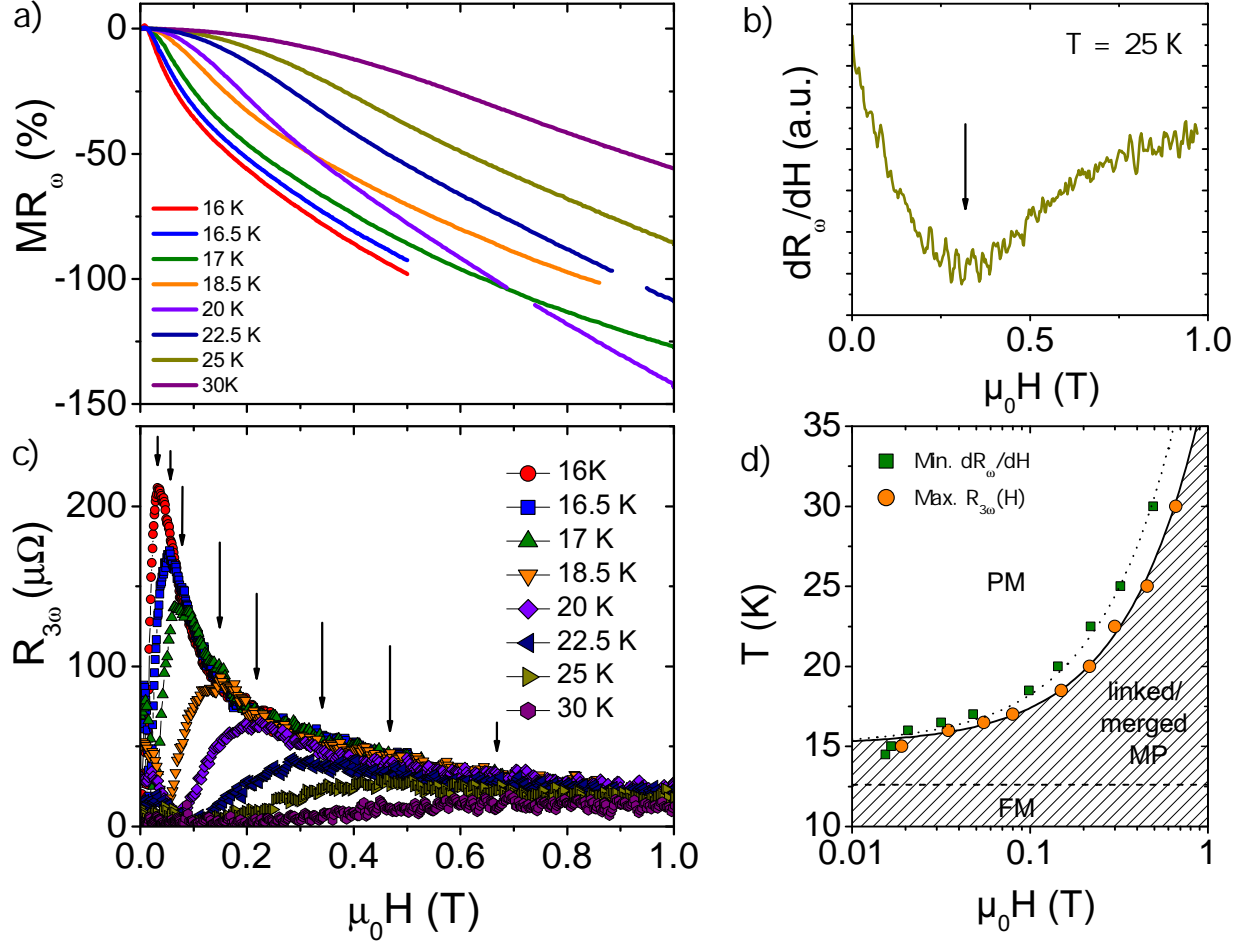 a)
MR_ω (%)
0
-50
-100
-150
16 K
16.5 K
17 K
18.5 K
20 K
22.5 K
25 K
30K
b)
T = 25 K
dR_ω/dH (a.u.)
0.0 0.5 1.0
μ₀H (T)
c)
R_3ω (μΩ)
200
100
0
16K
16.5 K
17 K
18.5 K
20 K
22.5 K
25 K
30 K
0.0 0.2 0.4 0.6 0.8 1.0
μ₀H (T)
d)
T (K)
35
30
25
20
15
10
Min. dR_ω/dH
Max. R_3ω(H)
PM
linked/
merged
MP
FM
0.01 0.1 1
μ₀H (T)